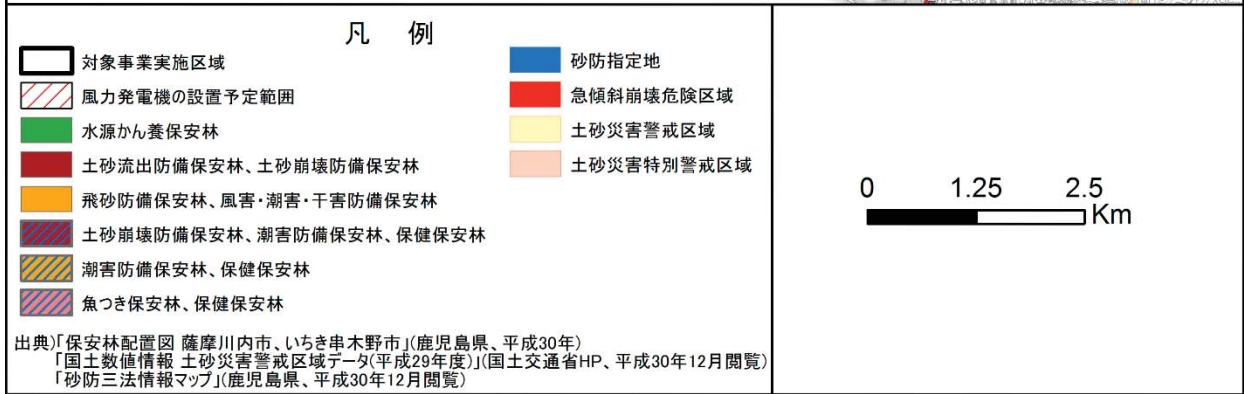 凡 例
対象事業実施区域
風力発電機の設置予定範囲
水源かん養保安林
土砂流出防備保安林、土砂崩壊防備保安林
飛砂防備保安林、風害・潮害・干害防備保安林
土砂崩壊防備保安林、潮害防備保安林、保健保安林
潮害防備保安林、保健保安林
魚つき保安林、保健保安林
砂防指定地
急傾斜崩壊危険区域
土砂災害警戒区域
土砂災害特別警戒区域
出典)「保安林配置図 薩摩川内市、いちき串木野市」(鹿児島県、平成30年)
「国土数値情報 土砂災害警戒区域データ(平成29年度)」(国土交通省HP、平成30年12月閲覧)
「砂防三法情報マップ」(鹿児島県、平成30年12月閲覧)
0 1.25 2.5
Km